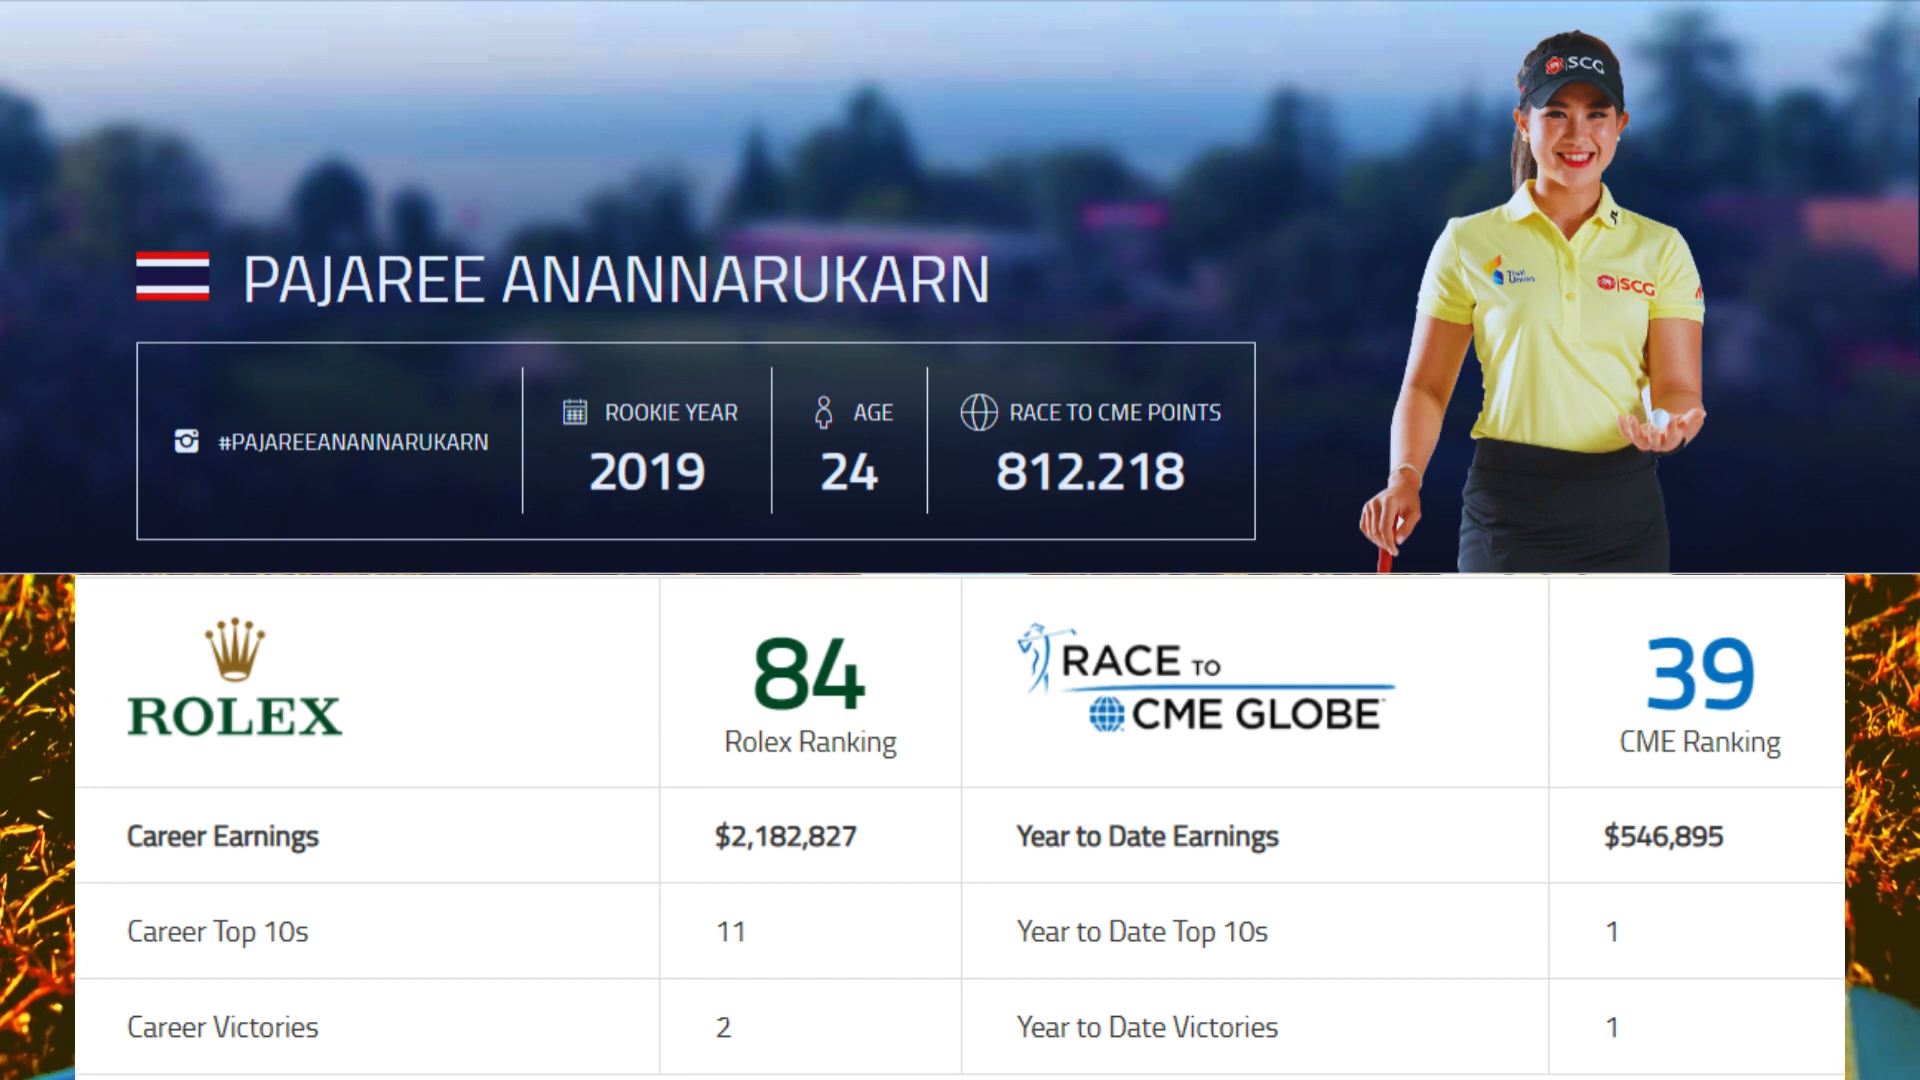 SCG
Thai
Union
SCG
PAJAREE ANANNARUKARN
#PAJAREEANANNARUKARN
ROOKIE YEAR
2019
AGE
24
RACE TO CME POINTS
812.218
ROLEX
84
Rolex Ranking
RACE TO
CME GLOBE
39
CME Ranking
Career Earnings
$2,182,827
Year to Date Earnings
$546,895
Career Top 10s
11
Year to Date Top 10s
1
Career Victories
2
Year to Date Victories
1